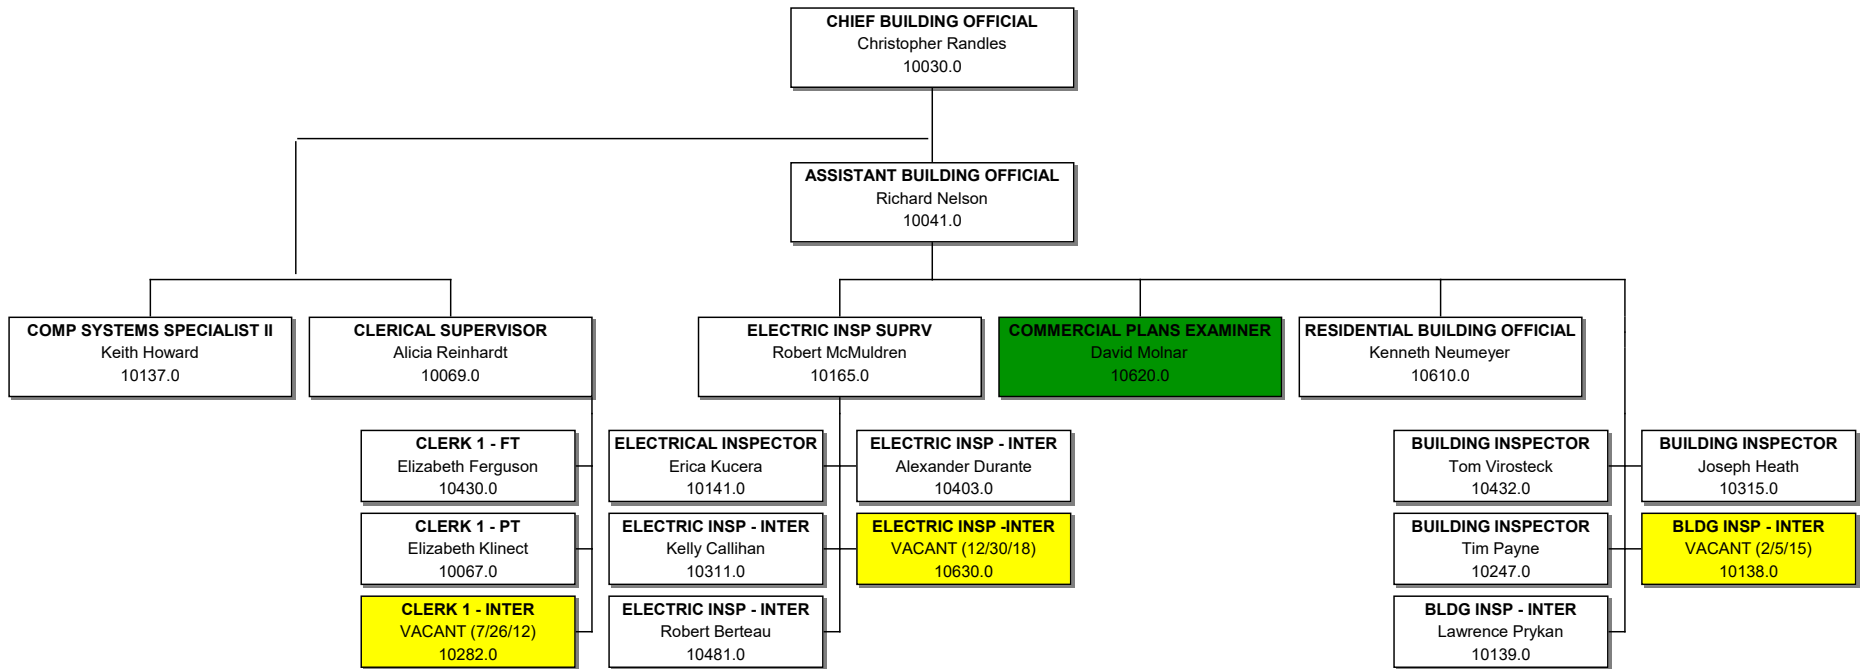 CHIEF BUILDING OFFICIAL
Christopher Randles
10030.0
ASSISTANT BUILDING OFFICIAL
Richard Nelson
10041.0
COMP SYSTEMS SPECIALIST II
Keith Howard
10137.0
CLERICAL SUPERVISOR
Alicia Reinhardt
10069.0
ELECTRIC INSP SUPRV
Robert McMuldren
10165.0
COMMERCIAL PLANS EXAMINER
David Molnar
10620.0
RESIDENTIAL BUILDING OFFICIAL
Kenneth Neumeyer
10610.0
CLERK 1 - FT
Elizabeth Ferguson
10430.0
CLERK 1 - PT
Elizabeth Klinect
10067.0
CLERK 1 - INTER
VACANT (7/26/12)
10282.0
ELECTRICAL INSPECTOR
Erica Kucera
10141.0
ELECTRIC INSP - INTER
Alexander Durante
10403.0
ELECTRIC INSP - INTER
Kelly Callihan
10311.0
ELECTRIC INSP -INTER
VACANT (12/30/18)
10630.0
ELECTRIC INSP - INTER
Robert Berteau
10481.0
BUILDING INSPECTOR
Tom Virosteck
10432.0
BUILDING INSPECTOR
Joseph Heath
10315.0
BUILDING INSPECTOR
Tim Payne
10247.0
BLDG INSP - INTER
VACANT (2/5/15)
10138.0
BLDG INSP - INTER
Lawrence Prykan
10139.0